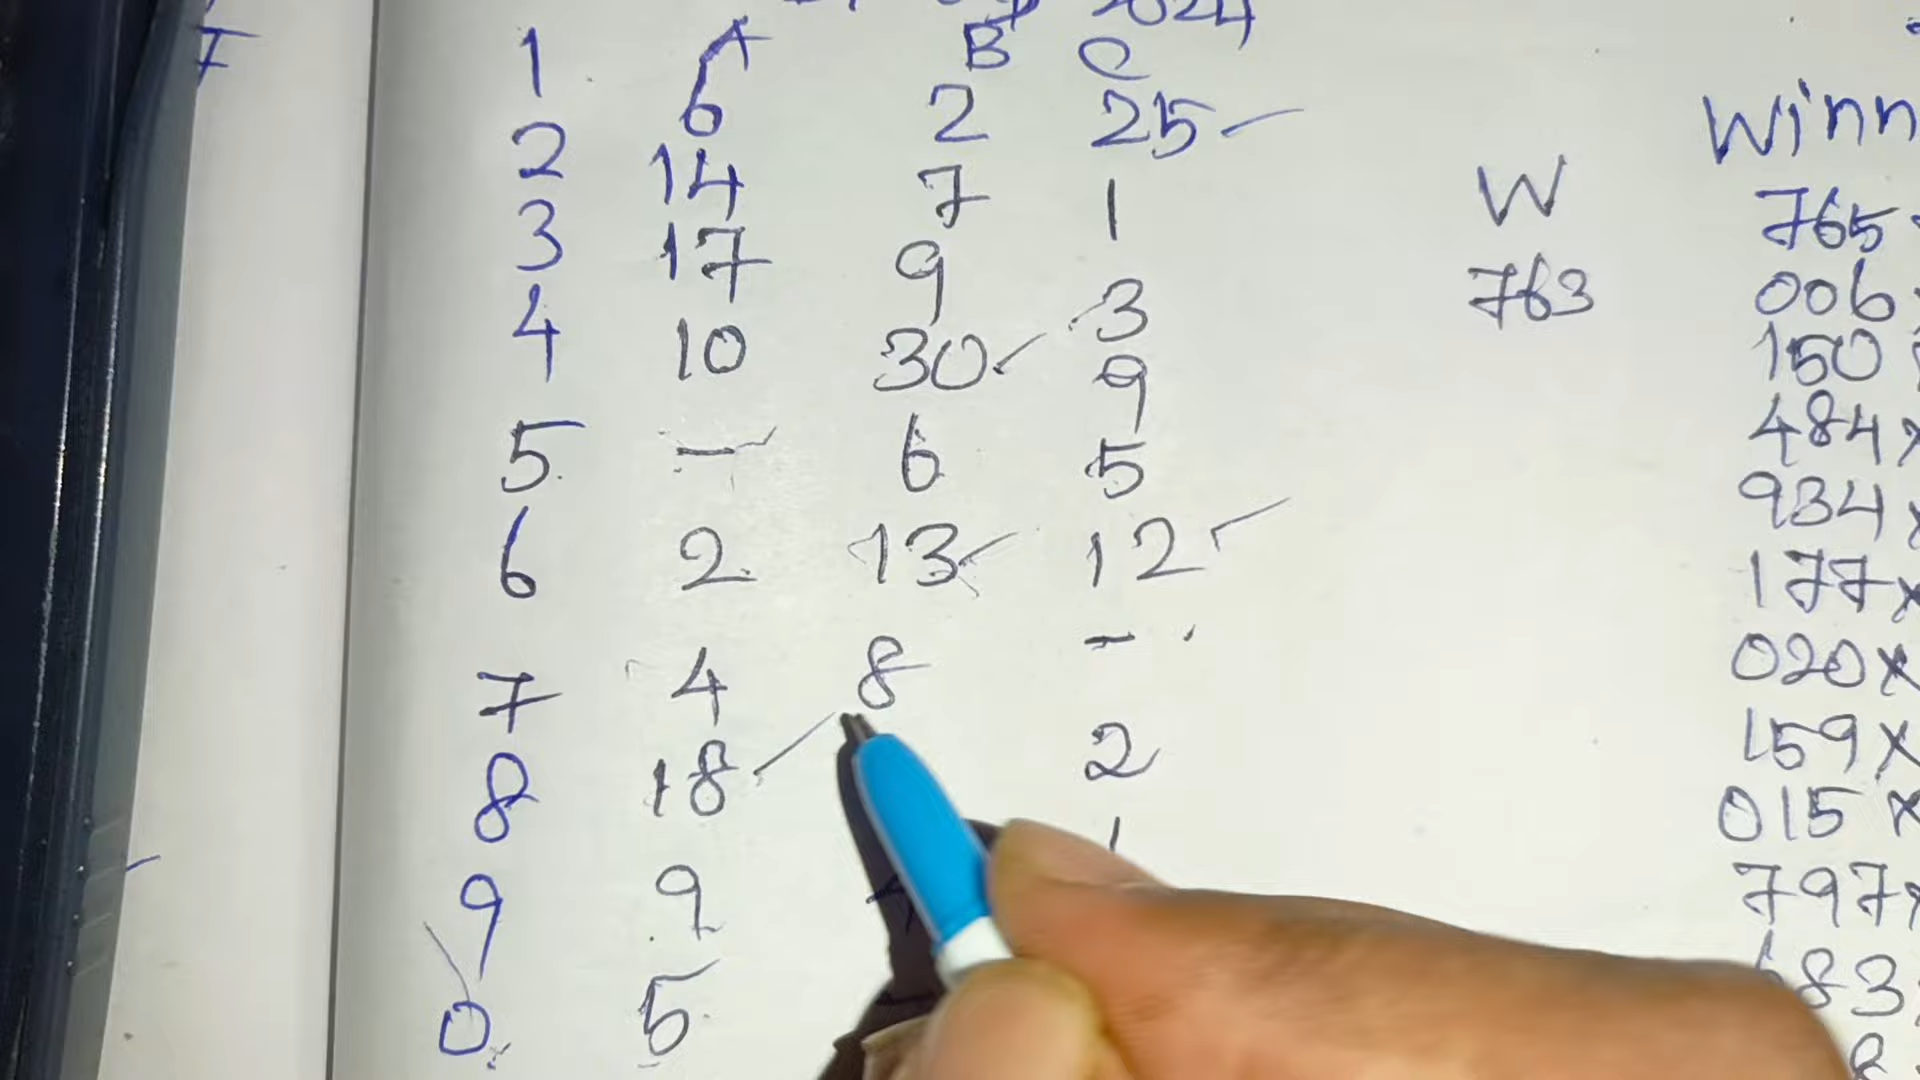 2024
A B C
1 6 2 25 Winn
2 14 7 1 W 765
3 17 9 3 763 006
4 10 30 9 150
5 - 6 5 484 x
6 2 13 12 934 x
7 4 8 - 177 x
8 18 2 020 x
9 9 159 x
0 5 015 x
797 x
83